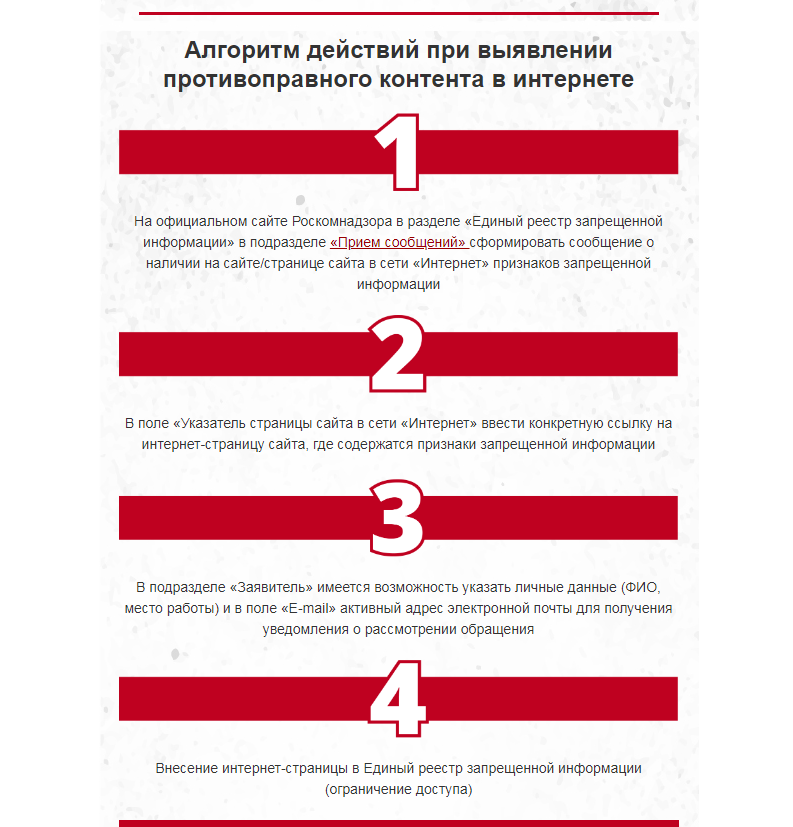 Алгоритм действий при выявлении
противоправного контента в интернете
1
На официальном сайте Роскомнадзора в разделе «Единый реестр запрещенной
информации» в подразделе «Прием сообщений» сформировать сообщение о
наличии на сайте/странице сайта в сети «Интернет» признаков запрещенной
информации
2
В поле «Указатель страницы сайта в сети «Интернет» ввести конкретную ссылку на
интернет-страницу сайта, где содержатся признаки запрещенной информации
3
В подразделе «Заявитель» имеется возможность указать личные данные (ФИО,
место работы) и в поле «E-mail» активный адрес электронной почты для получения
уведомления о рассмотрении обращения
4
Внесение интернет-страницы в Единый реестр запрещенной информации
(ограничение доступа)